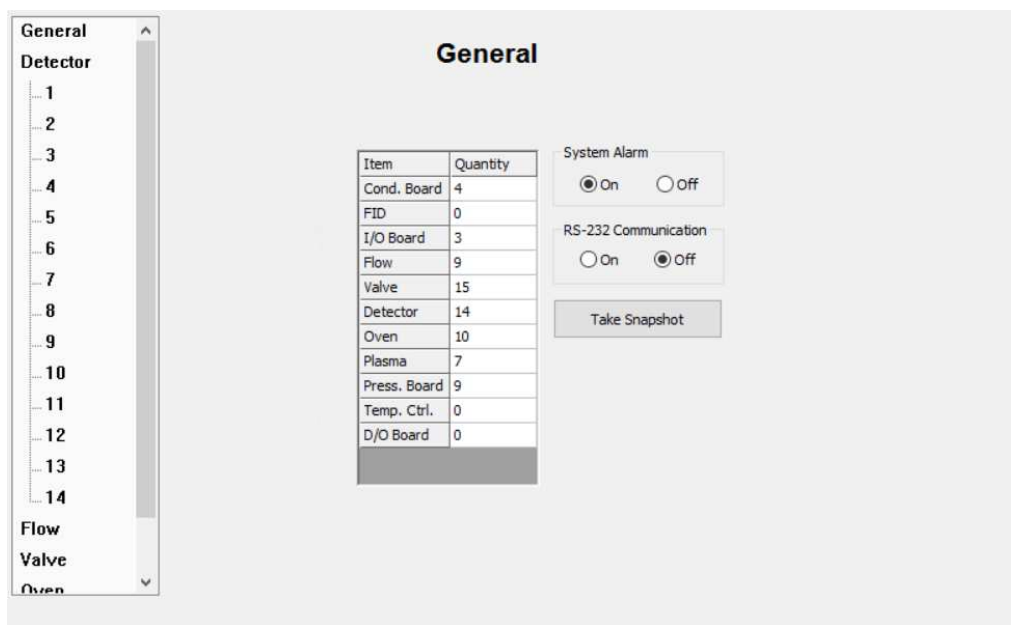 General
Detector
1
2
3
4
5
6
7
8
9
10
11
12
13
14
Flow
Valve
Oven
General
Item Quantity
Cond. Board 4
FID 0
I/O Board 3
Flow 9
Valve 15
Detector 14
Oven 10
Plasma 7
Press. Board 9
Temp. Ctrl. 0
D/O Board 0
System Alarm
On Off
RS-232 Communication
On Off
Take Snapshot